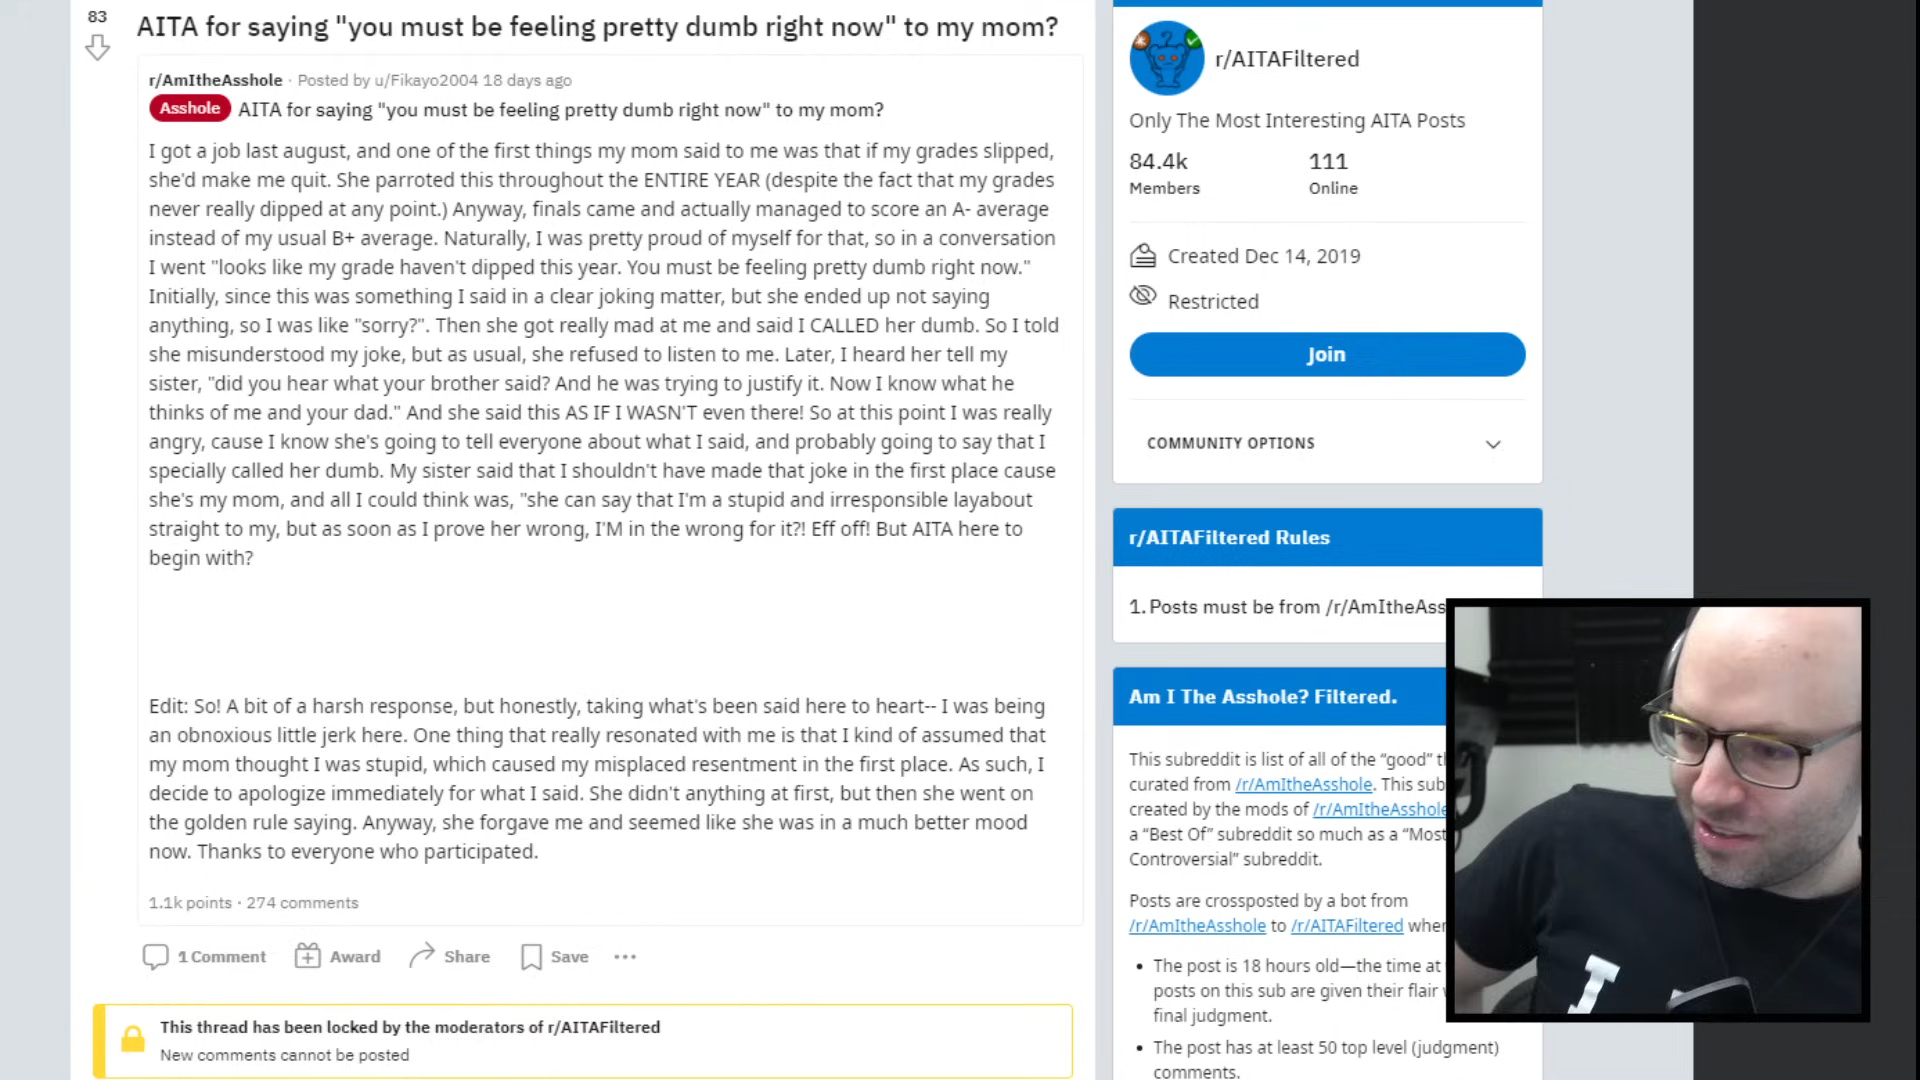 83
AITA for saying "you must be feeling pretty dumb right now" to my mom?
r/AmItheAsshole · Posted by u/Fikayo2004 18 days ago
Asshole AITA for saying "you must be feeling pretty dumb right now" to my mom?
I got a job last august, and one of the first things my mom said to me was that if my grades slipped,
she'd make me quit. She parroted this throughout the ENTIRE YEAR (despite the fact that my grades
never really dipped at any point.) Anyway, finals came and actually managed to score an A- average
instead of my usual B+ average. Naturally, I was pretty proud of myself for that, so in a conversation
I went "looks like my grade haven't dipped this year. You must be feeling pretty dumb right now."
Initially, since this was something I said in a clear joking matter, but she ended up not saying
anything, so I was like "sorry?". Then she got really mad at me and said I CALLED her dumb. So I told
she misunderstood my joke, but as usual, she refused to listen to me. Later, I heard her tell my
sister, "did you hear what your brother said? And he was trying to justify it. Now I know what he
thinks of me and your dad." And she said this AS IF I WASN'T even there! So at this point I was really
angry, cause I know she's going to tell everyone about what I said, and probably going to say that I
specially called her dumb. My sister said that I shouldn't have made that joke in the first place cause
she's my mom, and all I could think was, "she can say that I'm a stupid and irresponsible layabout
straight to my, but as soon as I prove her wrong, I'M in the wrong for it?! Eff off! But AITA here to
begin with?
Edit: So! A bit of a harsh response, but honestly, taking what's been said here to heart-- I was being
an obnoxious little jerk here. One thing that really resonated with me is that I kind of assumed that
my mom thought I was stupid, which caused my misplaced resentment in the first place. As such, I
decide to apologize immediately for what I said. She didn't anything at first, but then she went on
the golden rule saying. Anyway, she forgave me and seemed like she was in a much better mood
now. Thanks to everyone who participated.
1.1k points · 274 comments
1 Comment Award Share Save ...
This thread has been locked by the moderators of r/AITAFiltered
New comments cannot be posted
r/AITAFiltered
Only The Most Interesting AITA Posts
84.4k 111
Members Online
Created Dec 14, 2019
Restricted
Join
COMMUNITY OPTIONS
r/AITAFiltered Rules
1. Posts must be from /r/AmItheAss
Am I The Asshole? Filtered.
This subreddit is list of all of the “good” t
curated from /r/AmItheAsshole. This sub
created by the mods of /r/AmItheAsshole
a “Best Of” subreddit so much as a “Most
Controversial” subreddit.
Posts are crossposted by a bot from
/r/AmItheAsshole to /r/AITAFiltered when
• The post is 18 hours old—the time at
posts on this sub are given their flair
final judgment.
• The post has at least 50 top level (judgment)
comments.